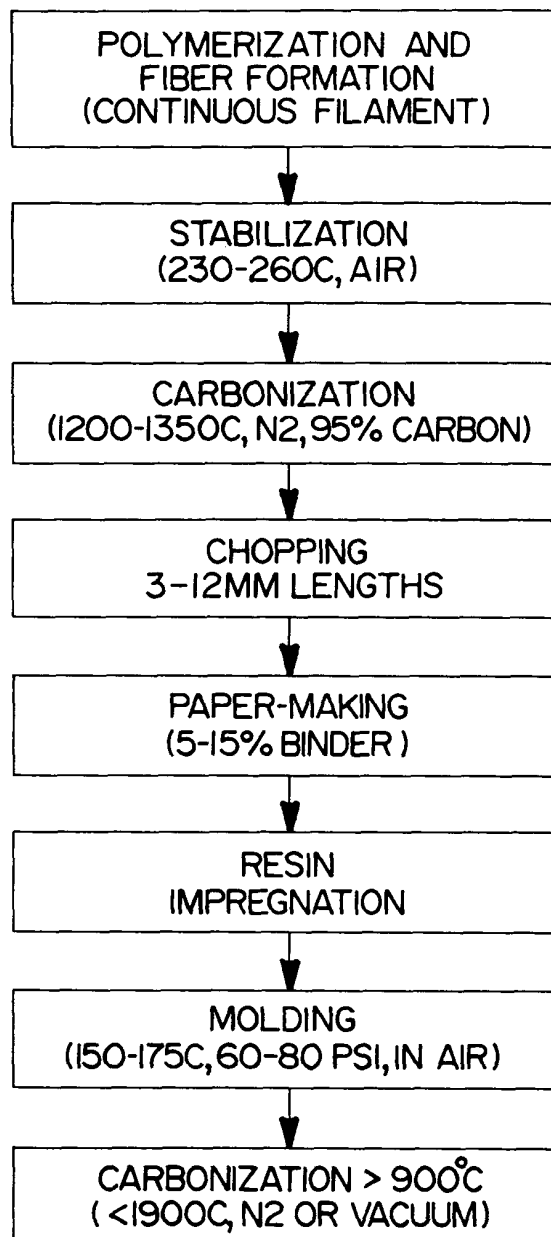 POLYMERIZATION AND
FIBER FORMATION
(CONTINUOUS FILAMENT)
STABILIZATION
(230-260C, AIR)
CARBONIZATION
(1200-1350C, N2, 95% CARBON)
CHOPPING
3-12MM LENGTHS
PAPER-MAKING
(5-15% BINDER)
RESIN
IMPREGNATION
MOLDING
(150-175C, 60-80 PSI, IN AIR)
CARBONIZATION > 900°C
(<1900C, N2 OR VACUUM)